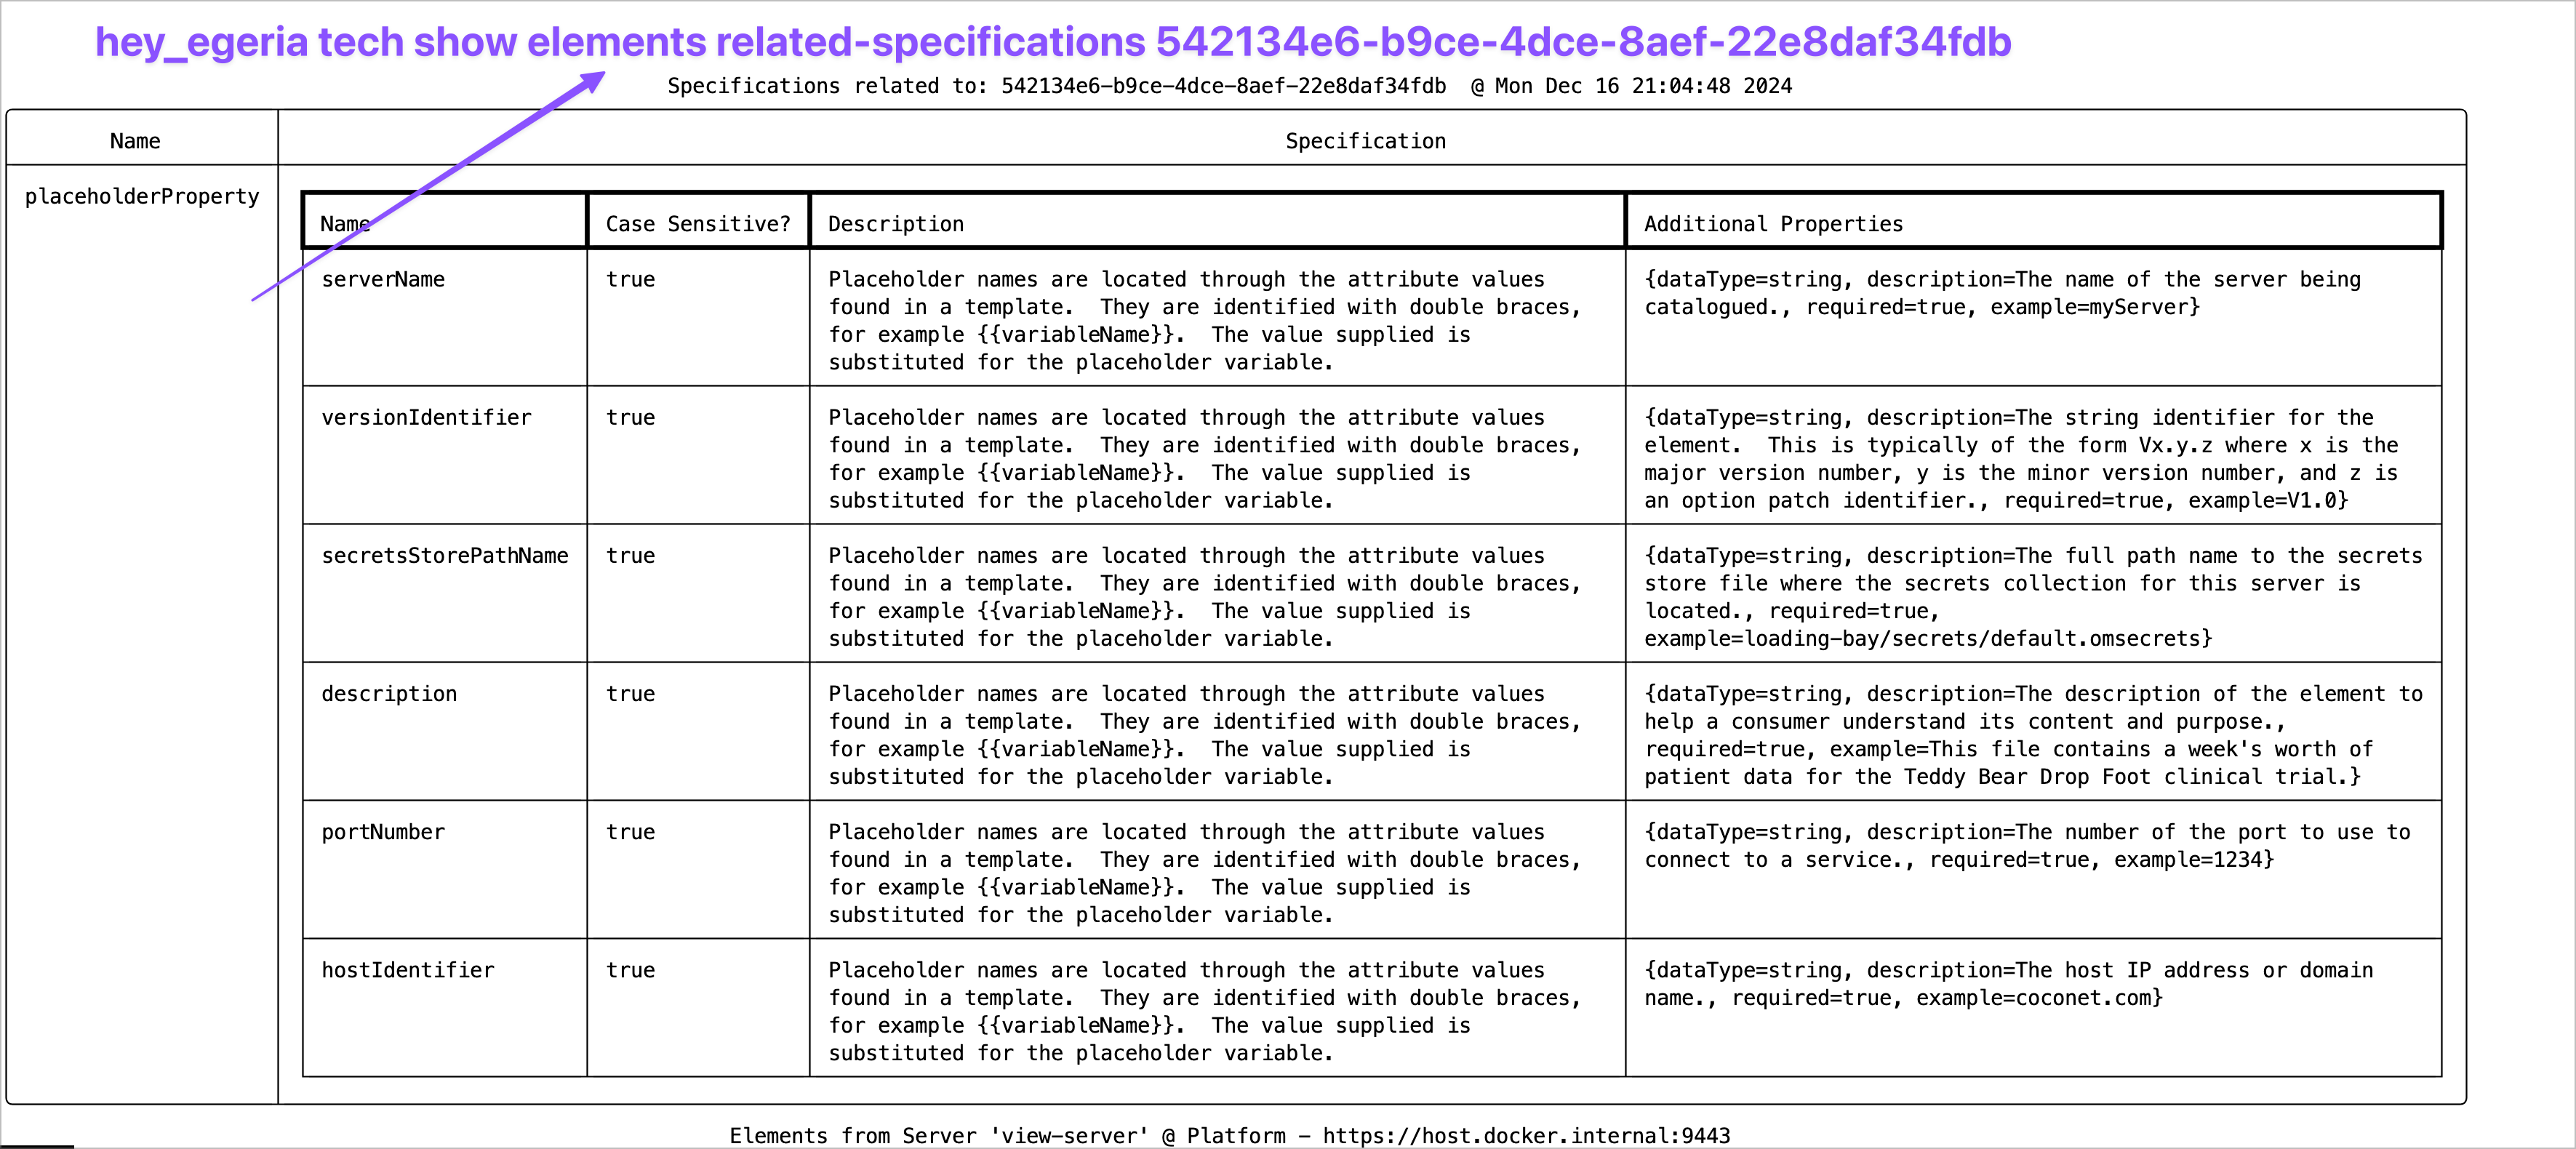 hey_egeria tech show elements related-specifications 542134e6-b9ce-4dce-8aef-22e8daf34fdb
Specifications related to: 542134e6-b9ce-4dce-8aef-22e8daf34fdb  @ Mon Dec 16 21:04:48 2024
Name
Specification
placeholderProperty
Name
Case Sensitive?
Description
Additional Properties
serverName
true
Placeholder names are located through the attribute values
found in a template.  They are identified with double braces,
for example {{variableName}}.  The value supplied is
substituted for the placeholder variable.
{dataType=string, description=The name of the server being
catalogued., required=true, example=myServer}
versionIdentifier
true
Placeholder names are located through the attribute values
found in a template.  They are identified with double braces,
for example {{variableName}}.  The value supplied is
substituted for the placeholder variable.
{dataType=string, description=The string identifier for the
element.  This is typically of the form Vx.y.z where x is the
major version number, y is the minor version number, and z is
an option patch identifier., required=true, example=V1.0}
secretsStorePathName
true
Placeholder names are located through the attribute values
found in a template.  They are identified with double braces,
for example {{variableName}}.  The value supplied is
substituted for the placeholder variable.
{dataType=string, description=The full path name to the secrets
store file where the secrets collection for this server is
located., required=true,
example=loading-bay/secrets/default.omsecrets}
description
true
Placeholder names are located through the attribute values
found in a template.  They are identified with double braces,
for example {{variableName}}.  The value supplied is
substituted for the placeholder variable.
{dataType=string, description=The description of the element to
help a consumer understand its content and purpose.,
required=true, example=This file contains a week's worth of
patient data for the Teddy Bear Drop Foot clinical trial.}
portNumber
true
Placeholder names are located through the attribute values
found in a template.  They are identified with double braces,
for example {{variableName}}.  The value supplied is
substituted for the placeholder variable.
{dataType=string, description=The number of the port to use to
connect to a service., required=true, example=1234}
hostIdentifier
true
Placeholder names are located through the attribute values
found in a template.  They are identified with double braces,
for example {{variableName}}.  The value supplied is
substituted for the placeholder variable.
{dataType=string, description=The host IP address or domain
name., required=true, example=coconet.com}
Elements from Server 'view-server' @ Platform - https://host.docker.internal:9443